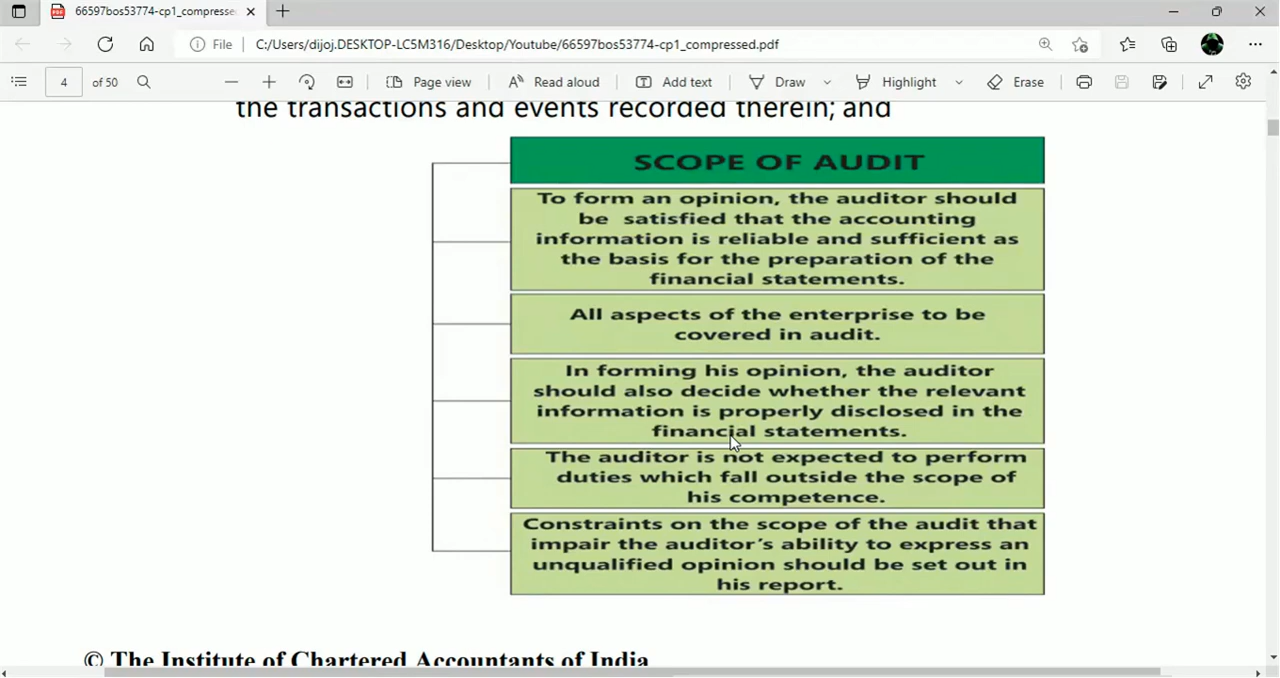 66597bos53774-cp1_compresse
File
C:/Users/dijoj.DESKTOP-LC5M316/Desktop/Youtube/66597bos53774-cp1_compressed.pdf
4 of 50
Page view
Read aloud
Add text
Draw
Highlight
Erase
the transactions and events recorded therein; and
SCOPE OF AUDIT
To form an opinion, the auditor should
be satisfied that the accounting
information is reliable and sufficient as
the basis for the preparation of the
financial statements.
All aspects of the enterprise to be
covered in audit.
In forming his opinion, the auditor
should also decide whether the relevant
information is properly disclosed in the
financial statements.
The auditor is not expected to perform
duties which fall outside the scope of
his competence.
Constraints on the scope of the audit that
impair the auditor's ability to express an
unqualified opinion should be set out in
his report.
© The Institute of Chartered Accountants of India